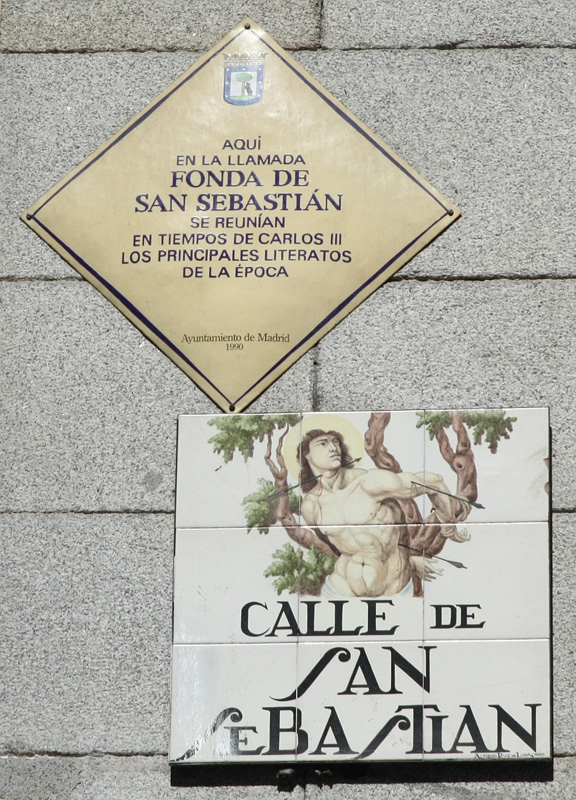 AQUÍ
EN LA LLAMADA
FONDA DE
SAN SEBASTIÁN
SE REUNÍAN
EN TIEMPOS DE CARLOS III
LOS PRINCIPALES LITERATOS
DE LA ÉPOCA
Ayuntamiento de Madrid
1990
CALLE DE
SAN
SEBASTIAN